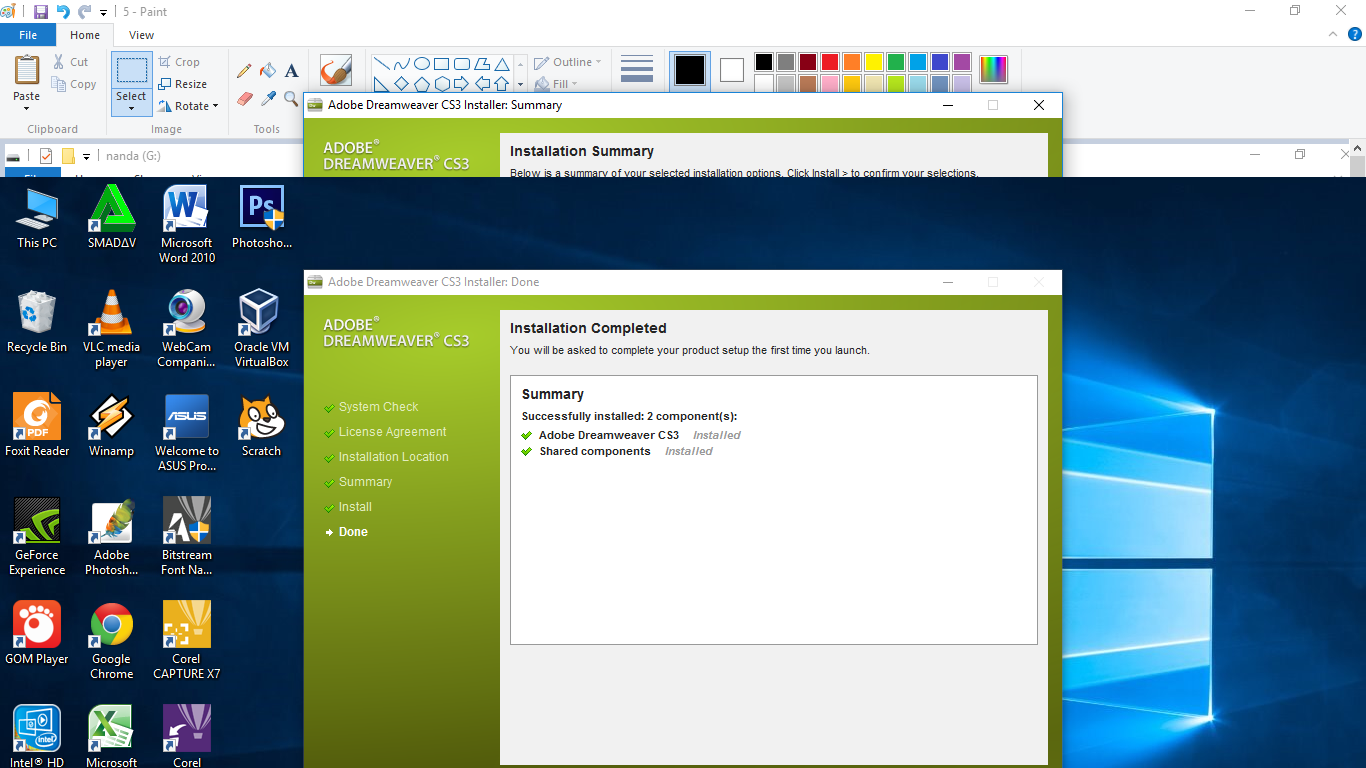 5 - Paint
File
Home
View
Paste
Cut
Copy
Clipboard
Select
Crop
Resize
Rotate
Image
Tools
Outline
Fill
Adobe Dreamweaver CS3 Installer: Summary
ADOBE®
DREAMWEAVER® CS3
Installation Summary
Below is a summary of your selected installation options. Click Install > to confirm your selections.
nanda (G:)
This PC
SMADΔV
Microsoft
Word 2010
Photosho...
Recycle Bin
VLC media
player
WebCam
Compani...
Oracle VM
VirtualBox
Foxit Reader
Winamp
Welcome to
ASUS Pro...
Scratch
GeForce
Experience
Adobe
Photosh...
Bitstream
Font Na...
GOM Player
Google
Chrome
Corel
CAPTURE X7
Intel® HD
Microsoft
Corel
Adobe Dreamweaver CS3 Installer: Done
ADOBE®
DREAMWEAVER® CS3
System Check
License Agreement
Installation Location
Summary
Install
Done
Installation Completed
You will be asked to complete your product setup the first time you launch.
Summary
Successfully installed: 2 component(s):
Adobe Dreamweaver CS3 Installed
Shared components Installed